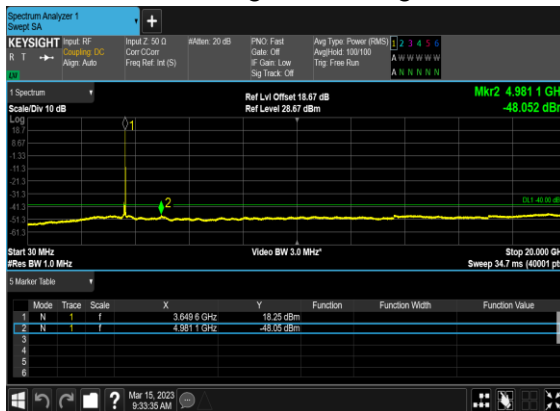 Spectrum Analyzer 1
Swept SA
+
KEYSIGHT Input: RF Input Z: 50 Ω #Atten: 20 dB PNO: Fast Avg Type: Power (RMS) 1 2 3 4 5 6
R T Coupling: DC Corr CCorr Gate: Off Avg|Hold: 100/100 A W W W W W
Align: Auto Freq Ref: Int (S) IF Gain: Low Trig: Free Run
Sig Track: Off A N N N N N
1 Spectrum Ref Lvl Offset 18.67 dB Mkr2 4.981 1 GH
Scale/Div 10 dB Ref Level 28.67 dBm -48.052 dBr
Log
18.7
8.67
-1.33
-11.3
-21.3
-31.3
-41.3
-51.3
-61.3
1
2
DL1 -40.00 dB
Start 30 MHz Video BW 3.0 MHz* Stop 20.000 GH
#Res BW 1.0 MHz Sweep 34.7 ms (40001 pt
5 Marker Table
Mode Trace Scale X Y Function Function Width Function Value
1 N 1 f 3.649 6 GHz 18.25 dBm
2 N 1 f 4.981 1 GHz -48.05 dBm
3
4
5
6
? Mar 15, 2023
9:33:35 AM